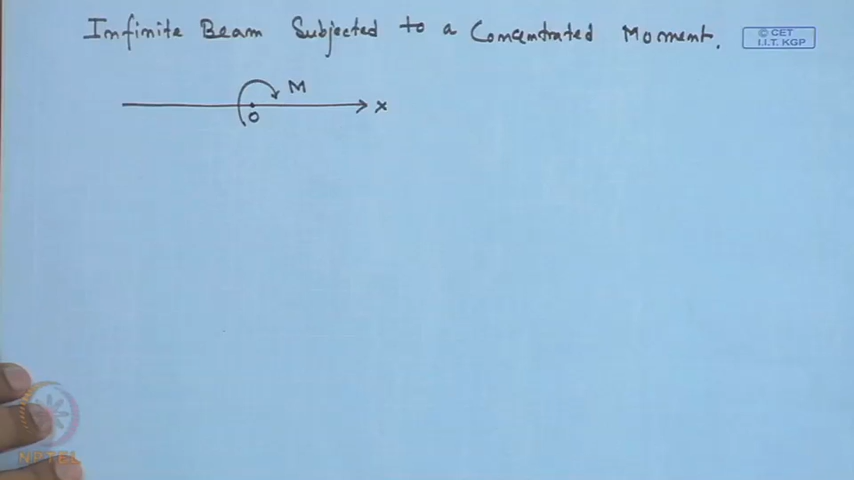 Infinite Beam Subjected to a Concentrated Moment.
© CET
I.I.T. KGP
M
x
O
NPTEL